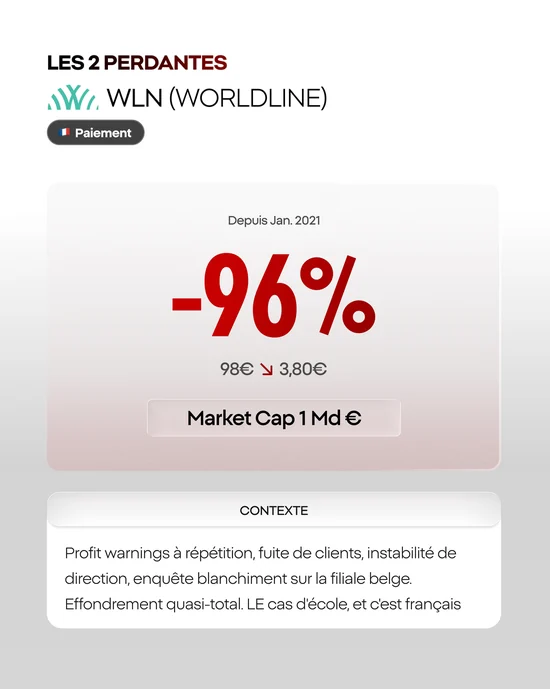 LES 2 PERDANTES
WLN (WORLDLINE)
Paiement
Depuis Jan. 2021
-96%
98€ ↘ 3,80€
Market Cap 1 Md €
CONTEXTE
Profit warnings à répétition, fuite de clients, instabilité de
direction, enquête blanchiment sur la filiale belge.
Effondrement quasi-total. LE cas d'école, et c'est français